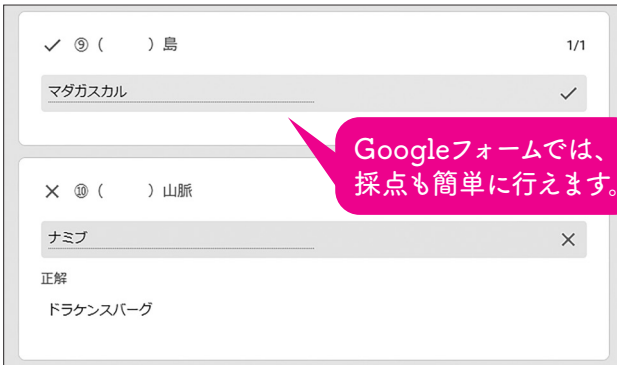 ✓ ⑨ (　　　) 島 1/1
マダガスカル ✓
Googleフォームでは、
採点も簡単に行えます。
✕ ⑩ (　　　) 山脈
ナミブ ✕
正解
ドラケンスバーグ